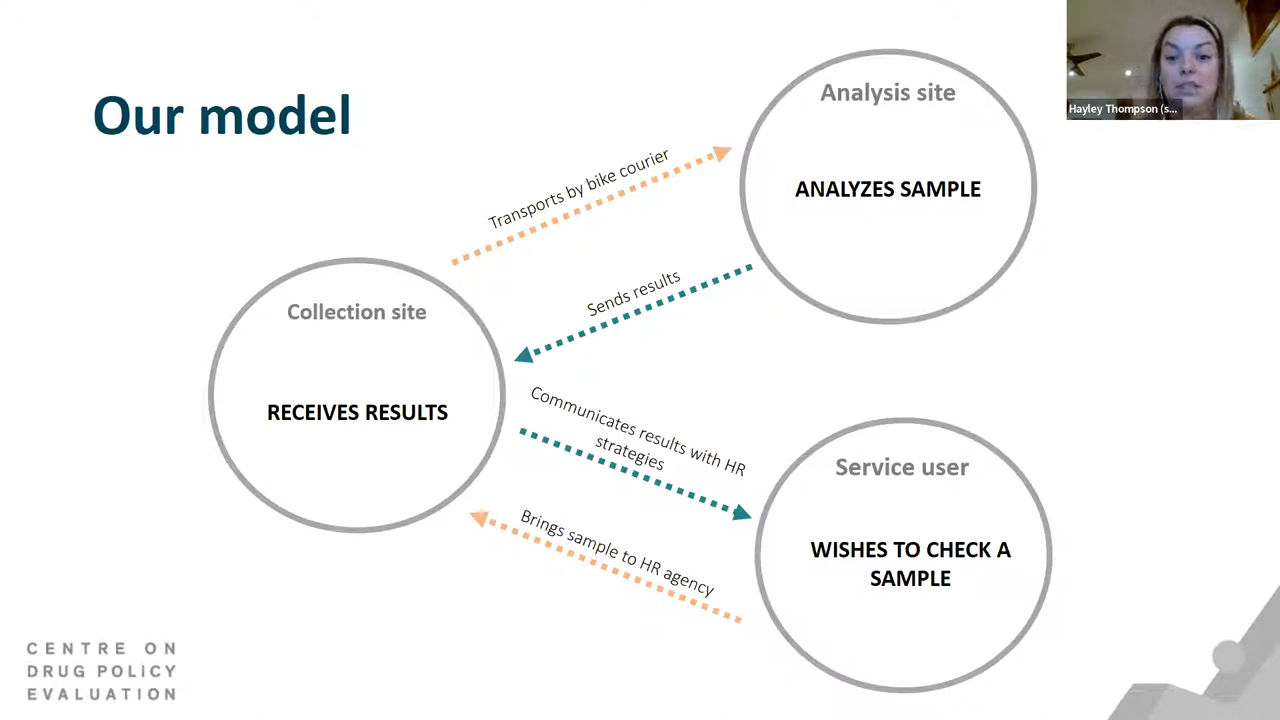 Our model
Analysis site
ANALYZES SAMPLE
Hayley Thompson (s...
Transports by bike courier
Sends results
Collection site
RECEIVES RESULTS
Communicates results with HR
strategies
Brings sample to HR agency
Service user
WISHES TO CHECK A
SAMPLE
CENTRE ON
DRUG POLICY
EVALUATION